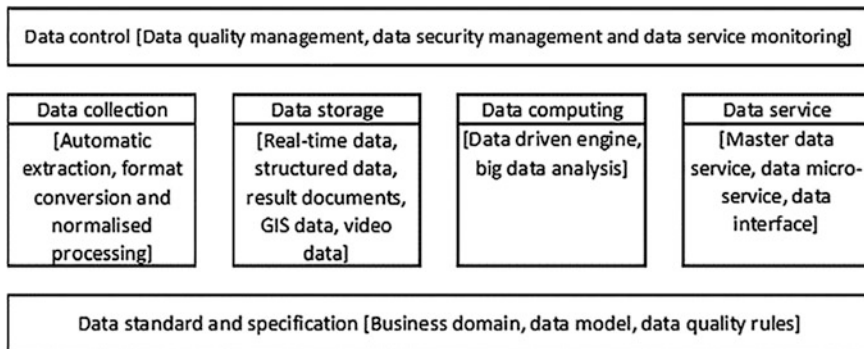 Data control [Data quality management, data security management and data service monitoring]
Data collection
[Automatic
extraction, format
conversion and
normalised
processing]
Data storage
[Real-time data,
structured data,
result documents,
GIS data, video
data]
Data computing
[Data driven engine,
big data analysis]
Data service
[Master data
service, data micro-
service, data
interface]
Data standard and specification [Business domain, data model, data quality rules]